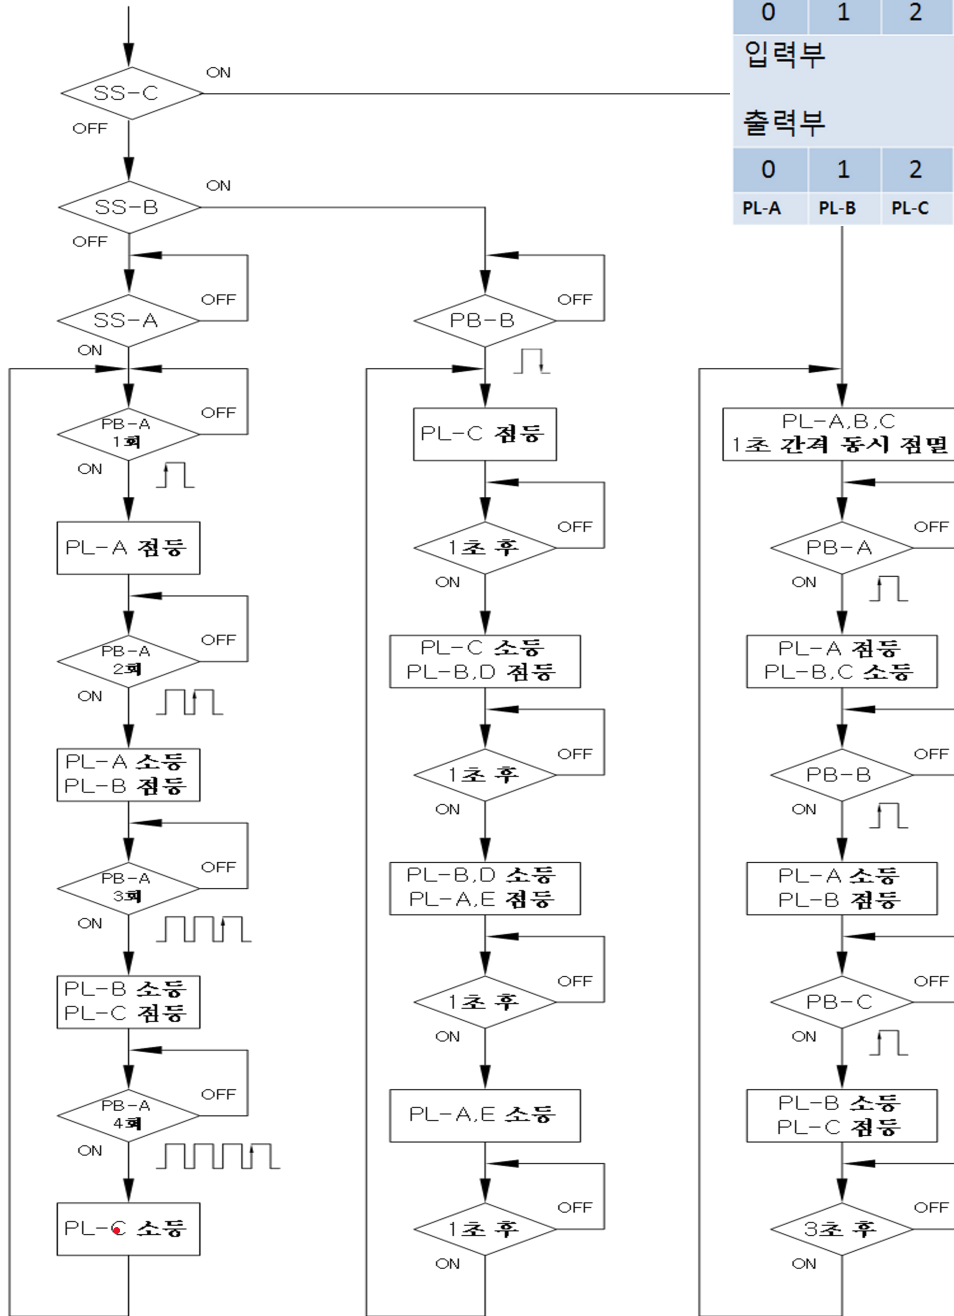 0 1 2
입력부
출력부
0 1 2
PL-A PL-B PL-C
SS-C
ON
OFF
SS-B
ON
OFF
SS-A
OFF
ON
PB-A
1회
OFF
ON
PL-A 점등
PB-A
2회
OFF
ON
PL-A 소등
PL-B 점등
PB-A
3회
OFF
ON
PL-B 소등
PL-C 점등
PB-A
4회
OFF
ON
PL-C 소등
PB-B
OFF
PL-C 점등
1초 후
OFF
ON
PL-C 소등
PL-B,D 점등
1초 후
OFF
ON
PL-B,D 소등
PL-A,E 점등
1초 후
OFF
ON
PL-A,E 소등
1초 후
OFF
ON
PL-A,B,C
1초 간격 동시 점멸
PB-A
OFF
ON
PL-A 점등
PL-B,C 소등
PB-B
OFF
ON
PL-A 소등
PL-B 점등
PB-C
OFF
ON
PL-B 소등
PL-C 점등
3초 후
OFF
ON